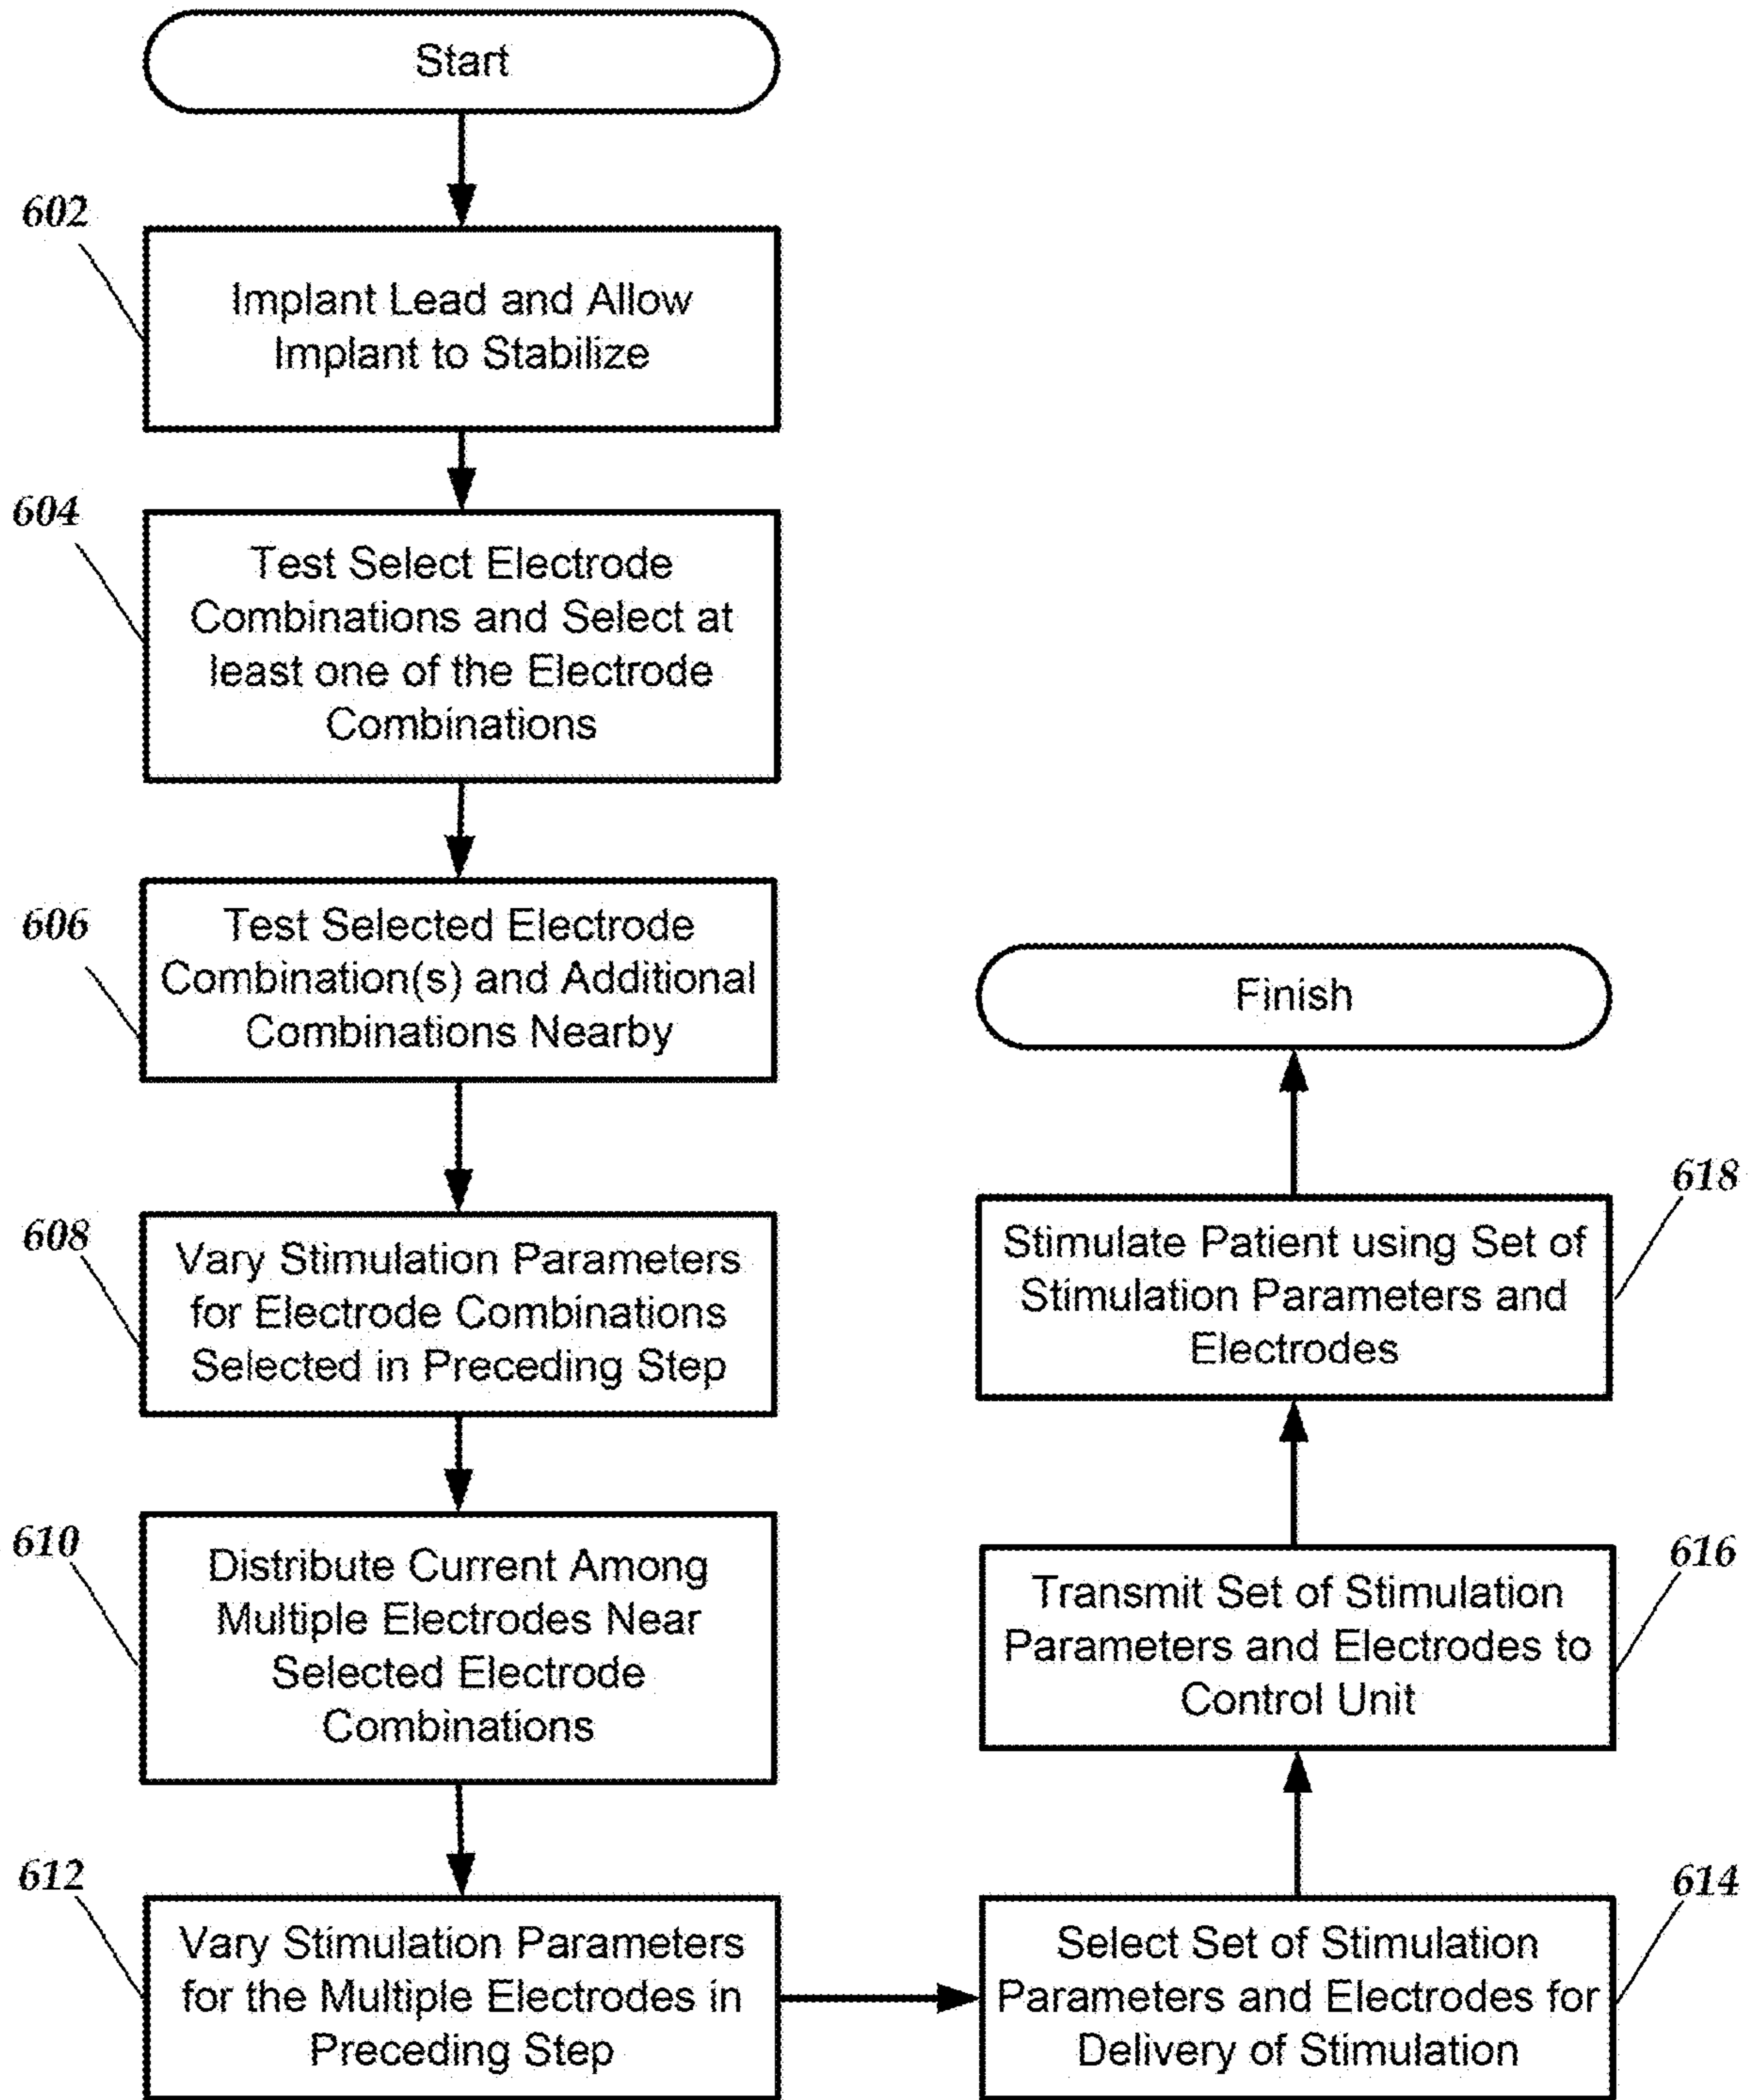 Start
602
Implant Lead and Allow
Implant to Stabilize
604
Test Select Electrode
Combinations and Select at
least one of the Electrode
Combinations
606
Test Selected Electrode
Combination(s) and Additional
Combinations Nearby
608
Vary Stimulation Parameters
for Electrode Combinations
Selected in Preceding Step
610
Distribute Current Among
Multiple Electrodes Near
Selected Electrode
Combinations
612
Vary Stimulation Parameters
for the Multiple Electrodes in
Preceding Step
614
Select Set of Stimulation
Parameters and Electrodes for
Delivery of Stimulation
616
Transmit Set of Stimulation
Parameters and Electrodes to
Control Unit
618
Stimulate Patient using Set of
Stimulation Parameters and
Electrodes
Finish